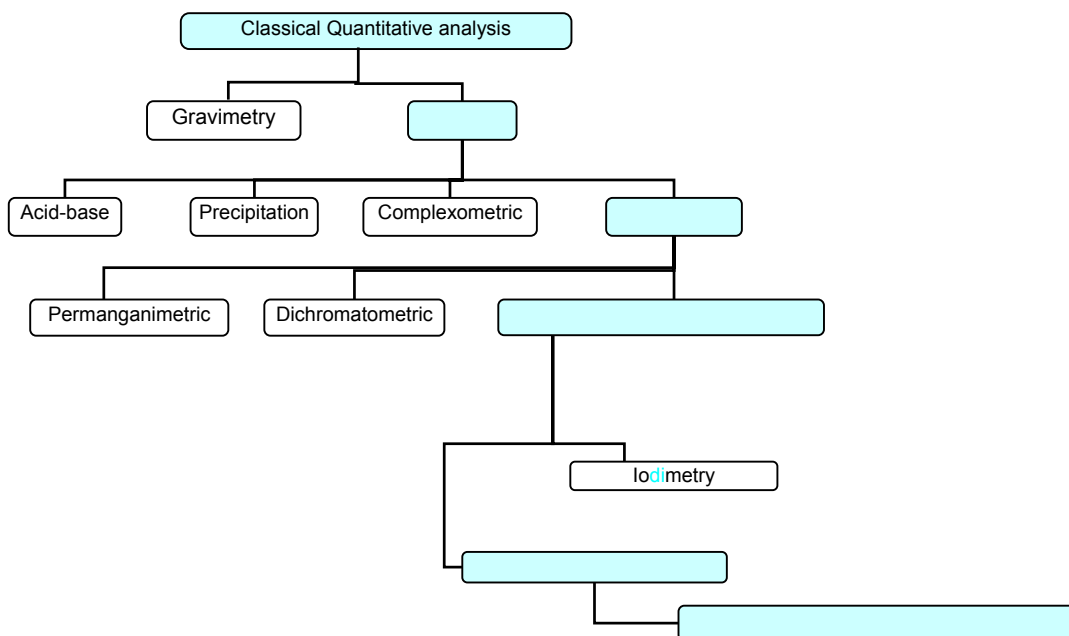 Classical Quantitative analysis
Gravimetry
Acid-base
Precipitation
Complexometric
Permanganimetric
Dichromatometric
Iodimetry